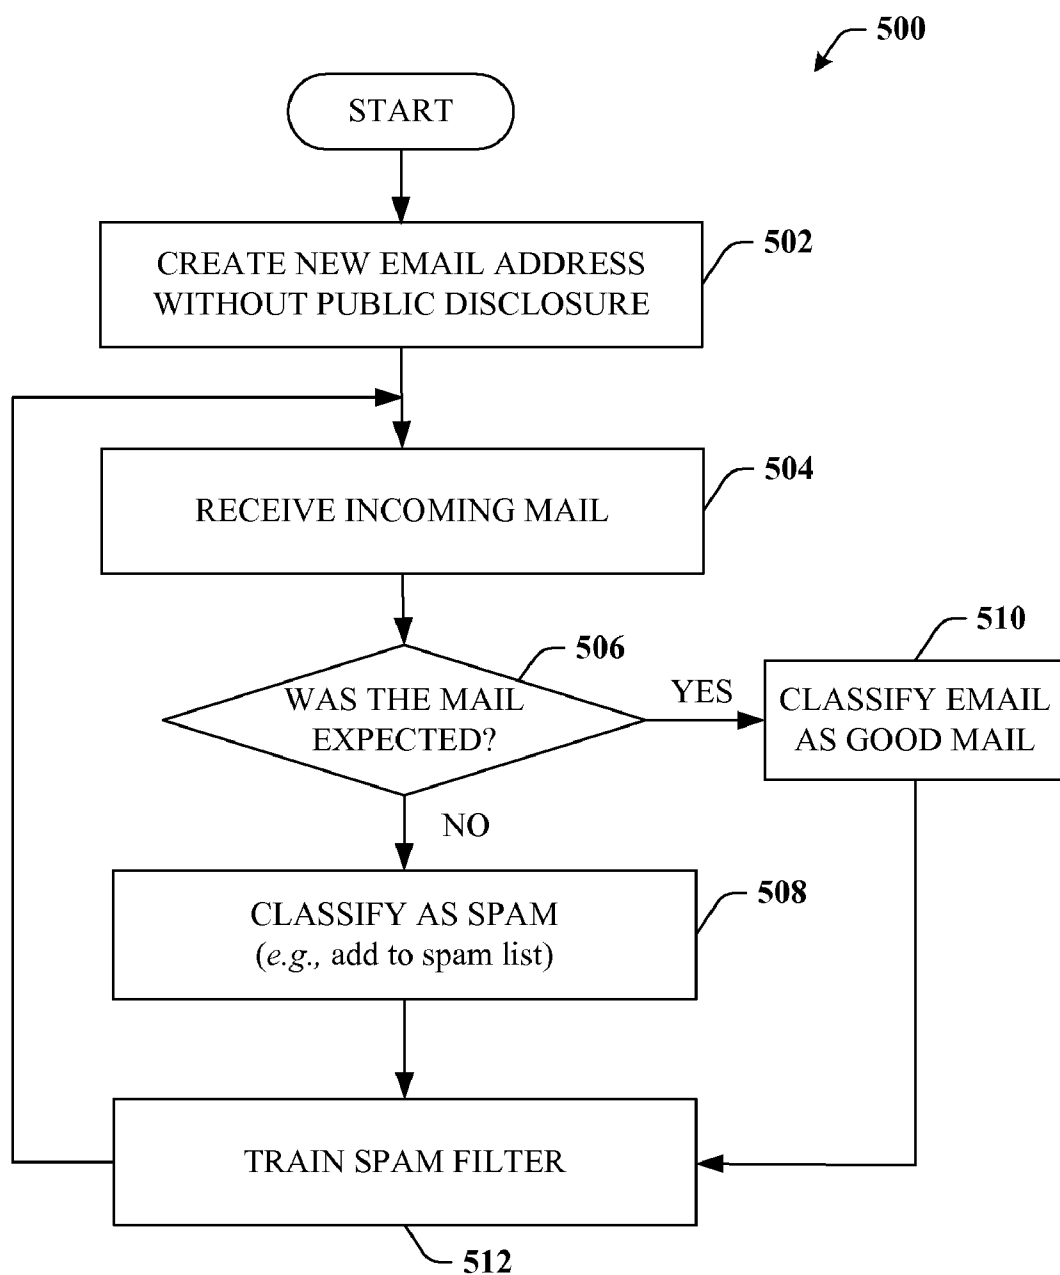 500
START
502
CREATE NEW EMAIL ADDRESS
WITHOUT PUBLIC DISCLOSURE
504
RECEIVE INCOMING MAIL
506
WAS THE MAIL
EXPECTED?
YES
510
CLASSIFY EMAIL
AS GOOD MAIL
NO
508
CLASSIFY AS SPAM
(e.g., add to spam list)
TRAIN SPAM FILTER
512